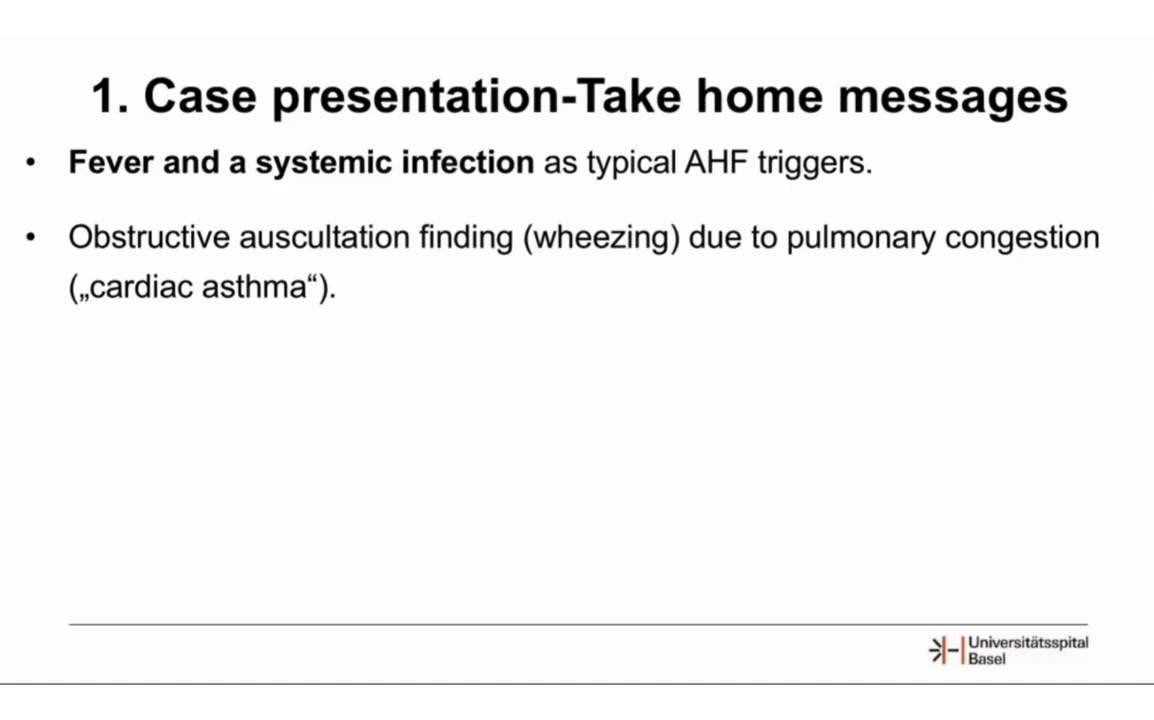 1. Case presentation-Take home messages
• Fever and a systemic infection as typical AHF triggers.
• Obstructive auscultation finding (wheezing) due to pulmonary congestion
(„cardiac asthma“).
Universitätsspital
Basel